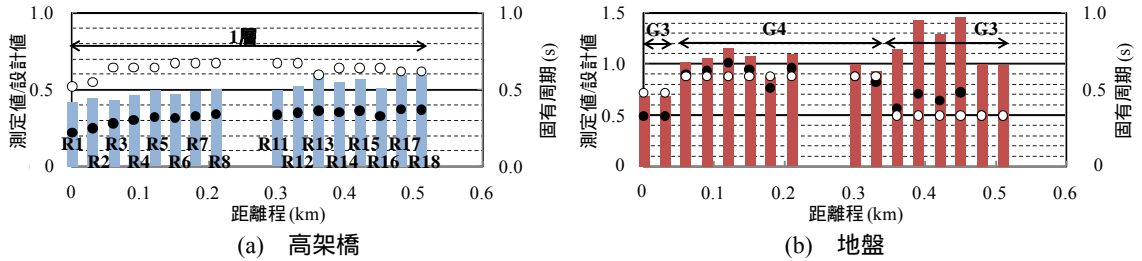 1.0
0.5
0.0
測定値/設計値
1層
R1
R2
R3
R4
R5
R6
R7
R8
R11
R12
R13
R14
R15
R16
R17
R18
1.0
0.5
0.0
固有周期(s)
0 0.1 0.2 0.3 0.4 0.5 0.6
距離程(km)
(a) 高架橋
1.5
1.0
0.5
0
測定値/設計値
G3
G4
G3
1.0
0.5
0
固有周期(s)
0 0.1 0.2 0.3 0.4 0.5 0.6
距離程(km)
(b) 地盤